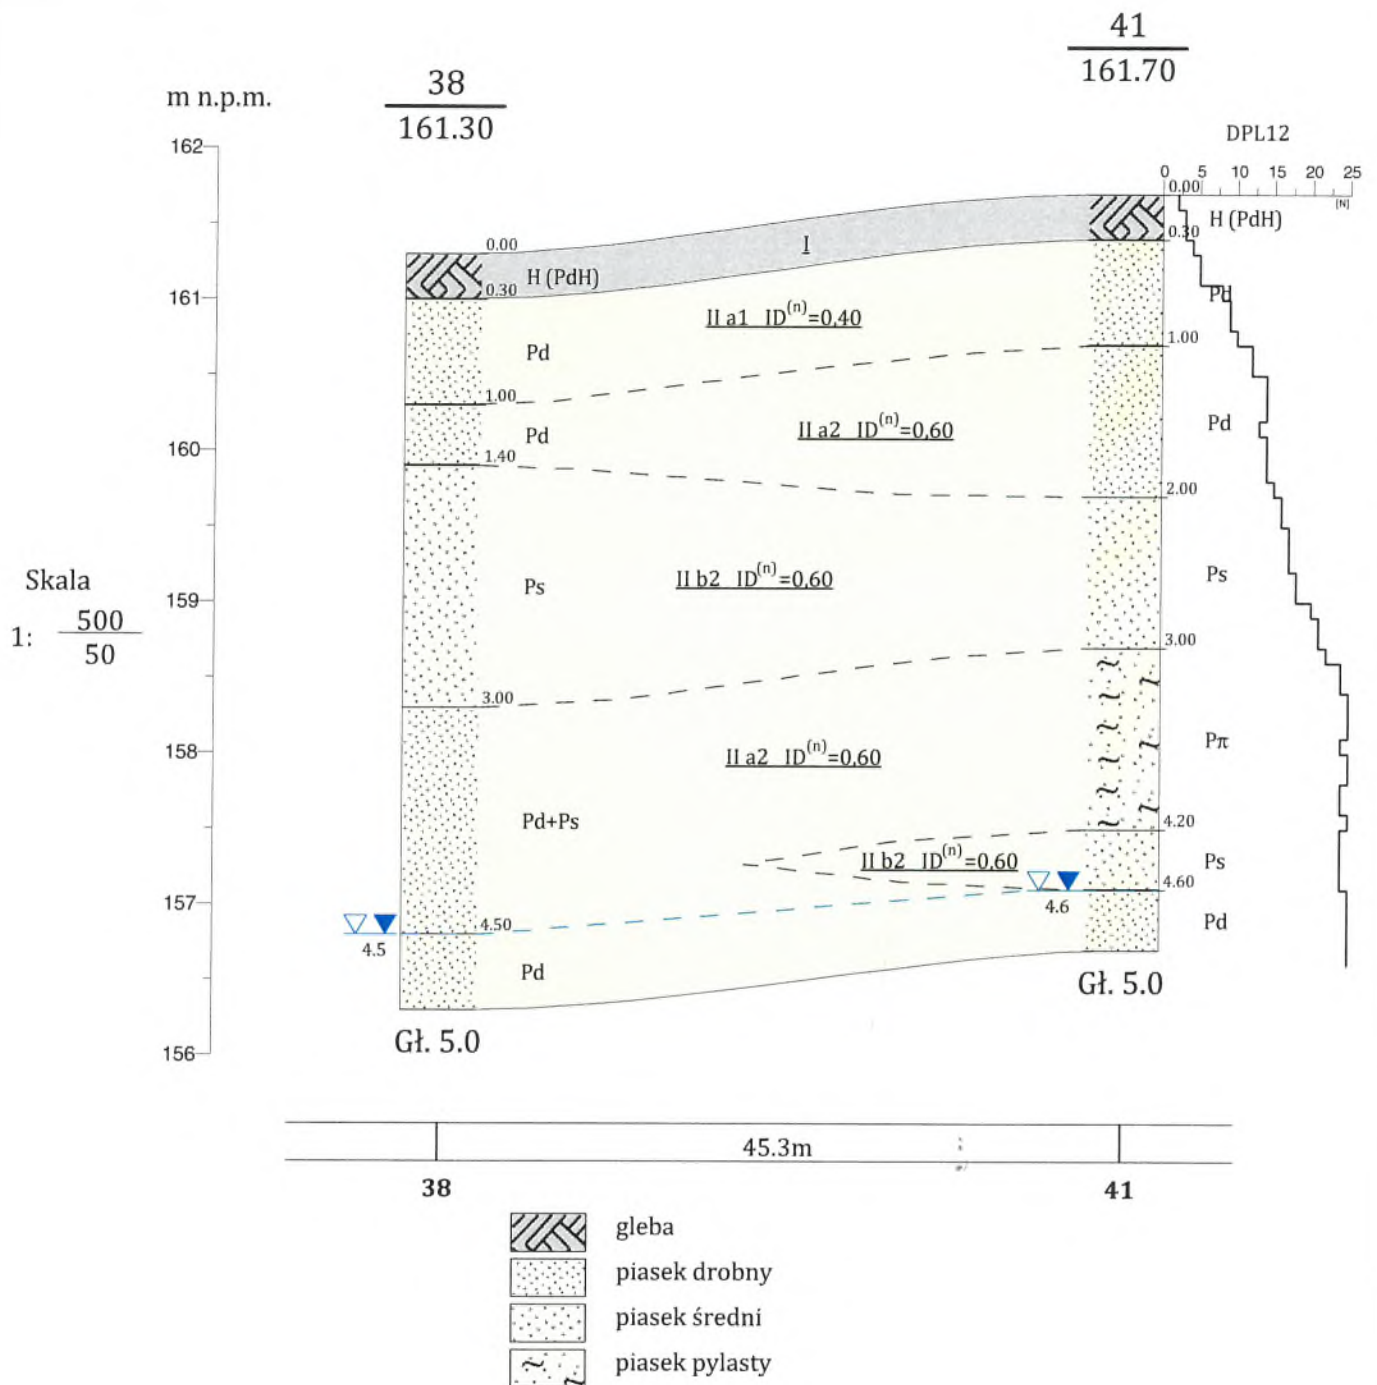 41
161.70
38
161.30
m n.p.m.
DPL12
0 5 10 15 20 25
[N]
162
161
160
159
158
157
156
0.00
H (PdH)
0.30
Pd
1.00
Pd
1.40
Ps
3.00
Pd+Ps
4.50
Pd
4.5
Gł. 5.0
I
II a1 ID(n)=0,40
II a2 ID(n)=0,60
II b2 ID(n)=0,60
II a2 ID(n)=0,60
II b2 ID(n)=0,60
0.00
H (PdH)
0.30
Pd
1.00
Pd
2.00
Ps
3.00
Pπ
4.20
Ps
4.60
4.6
Pd
Gł. 5.0
Skala
1: 500
50
45.3m
38 41
gleba
piasek drobny
piasek średni
piasek pylasty